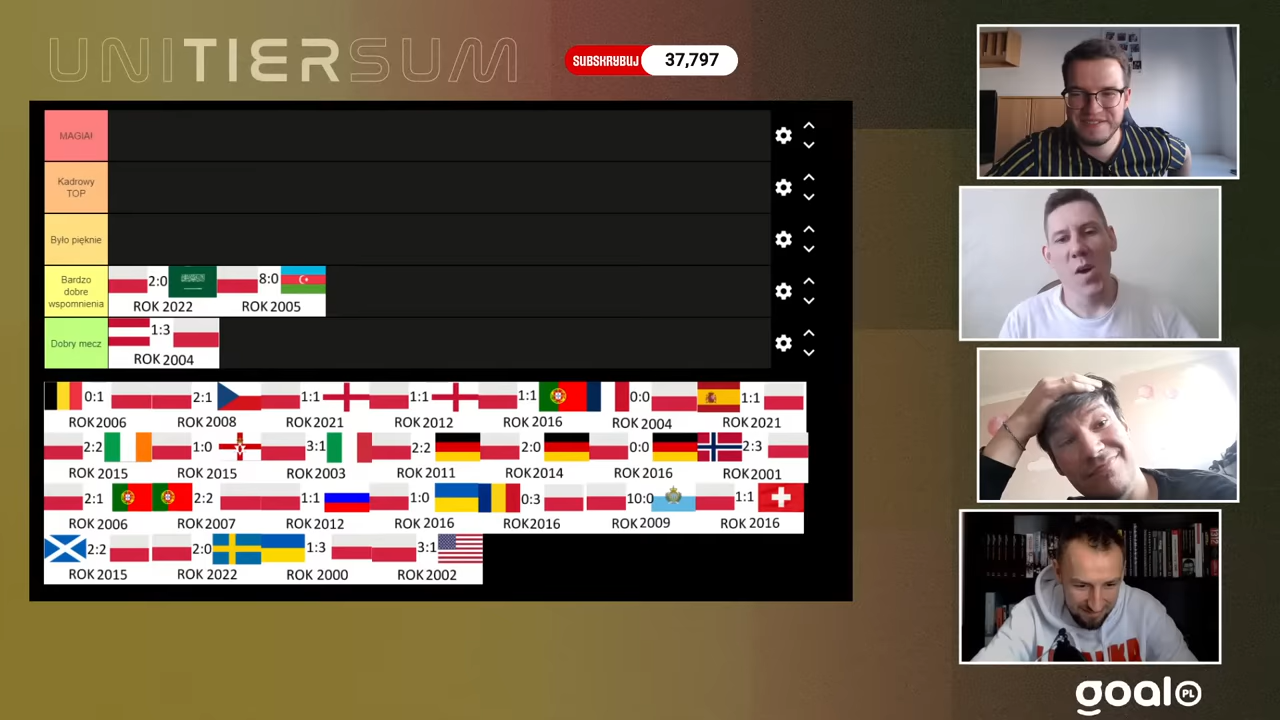 UNITIERSUM
SUBSKRYBUJ 37,797
MAGIA!
Kadrowy
TOP
Było pięknie
Bardzo
dobre
wspomnienia
2:0 8:0
ROK 2022 ROK 2005
Dobry mecz
1:3
ROK 2004
0:1 2:1 1:1 1:1 1:1 0:0 1:1
ROK 2006 ROK 2008 ROK 2021 ROK 2012 ROK 2016 ROK 2004 ROK 2021
2:2 1:0 3:1 2:2 2:0 0:0 2:3
ROK 2015 ROK 2015 ROK 2003 ROK 2011 ROK 2014 ROK 2016 ROK 2001
2:1 2:2 1:1 1:0 0:3 10:0 1:1
ROK 2006 ROK 2007 ROK 2012 ROK 2016 ROK2016 ROK 2009 ROK 2016
2:2 2:0 1:3 3:1
ROK 2015 ROK 2022 ROK 2000 ROK 2002
goal PL